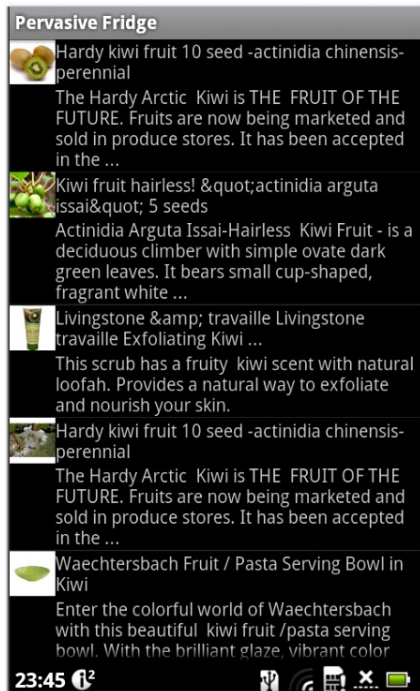 Pervasive Fridge
Hardy kiwi fruit 10 seed -actinidia chinensis-
perennial
The Hardy Arctic Kiwi is THE FRUIT OF THE
FUTURE. Fruits are now being marketed and
sold in produce stores. It has been accepted
in the ...
Kiwi fruit hairless! &quot;actinidia arguta
issai&quot; 5 seeds
Actinidia Arguta Issai-Hairless Kiwi Fruit - is a
deciduous climber with simple ovate dark
green leaves. It bears small cup-shaped,
fragrant white ...
Livingstone &amp; travaille Livingstone
travaille Exfoliating Kiwi ...
This scrub has a fruity kiwi scent with natural
loofah. Provides a natural way to exfoliate
and nourish your skin.
Hardy kiwi fruit 10 seed -actinidia chinensis-
perennial
The Hardy Arctic Kiwi is THE FRUIT OF THE
FUTURE. Fruits are now being marketed and
sold in produce stores. It has been accepted
in the ...
Waechtersbach Fruit / Pasta Serving Bowl in
Kiwi
Enter the colorful world of Waechtersbach
with this beautiful kiwi fruit /pasta serving
bowl. With the brilliant glaze, vibrant color
23:45 i2